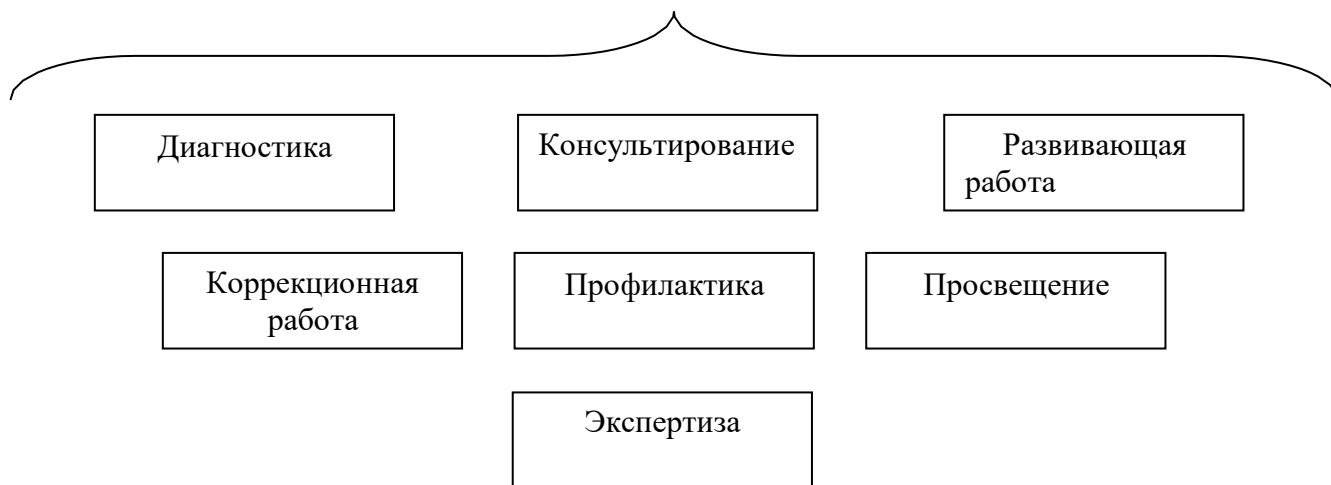 Диагностика
Консультирование
Развивающая
работа
Коррекционная
работа
Профилактика
Просвещение
Экспертиза